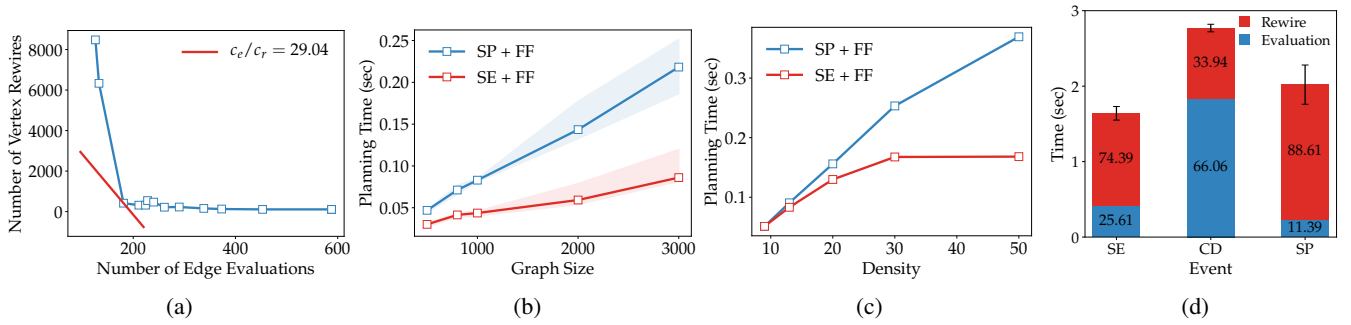 Number of Vertex Rewires
8000
6000
4000
2000
0
200
400
600
Number of Edge Evaluations
c_e/c_r = 29.04
(a)
Planning Time (sec)
0.25
0.20
0.15
0.10
0.05
1000
2000
3000
Graph Size
SP + FF
SE + FF
(b)
Planning Time (sec)
0.3
0.2
0.1
10
20
30
40
50
Density
SP + FF
SE + FF
(c)
Time (sec)
3
2
1
0
Rewire
Evaluation
74.39
25.61
33.94
66.06
88.61
11.39
SE
CD
SP
Event
(d)